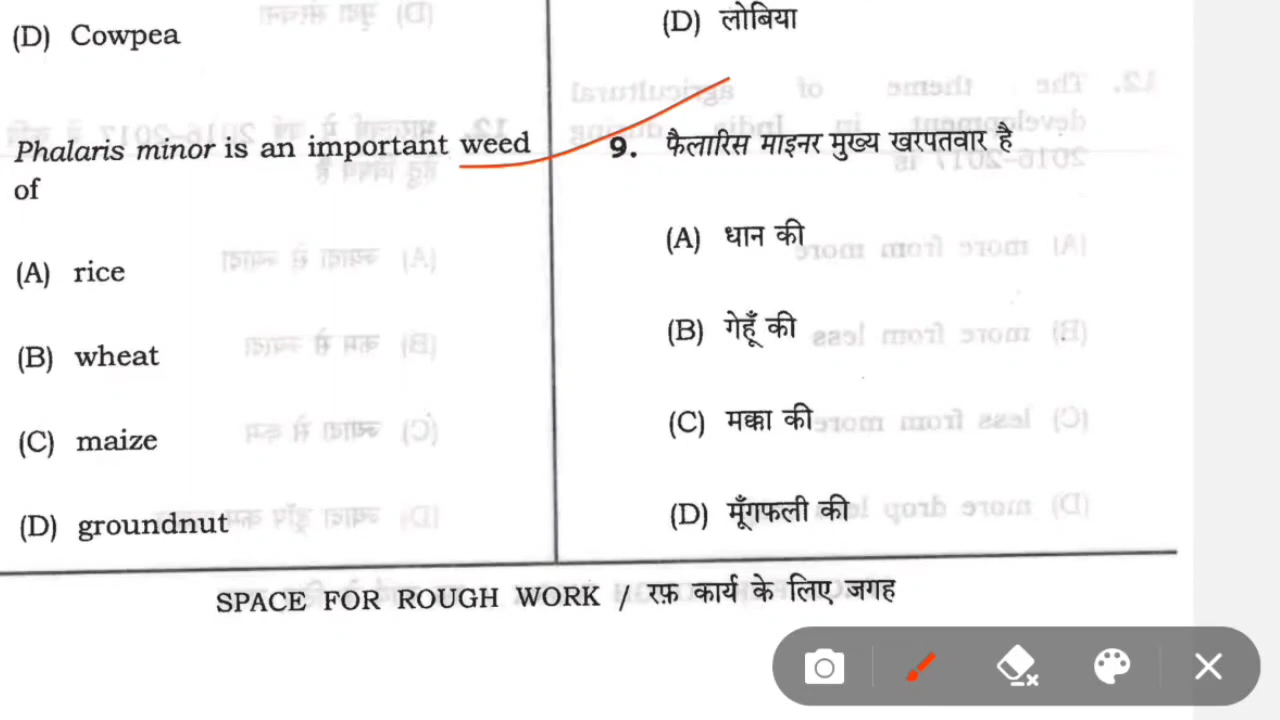 (D) Cowpea
Phalaris minor is an important weed
of
(A) rice
(B) wheat
(C) maize
(D) groundnut
(D) लोबिया
9. फैलारिस माइनर मुख्य खरपतवार है
(A) धान की
(B) गेहूँ की
(C) मक्का की
(D) मूँगफली की
SPACE FOR ROUGH WORK / रफ़ कार्य के लिए जगह